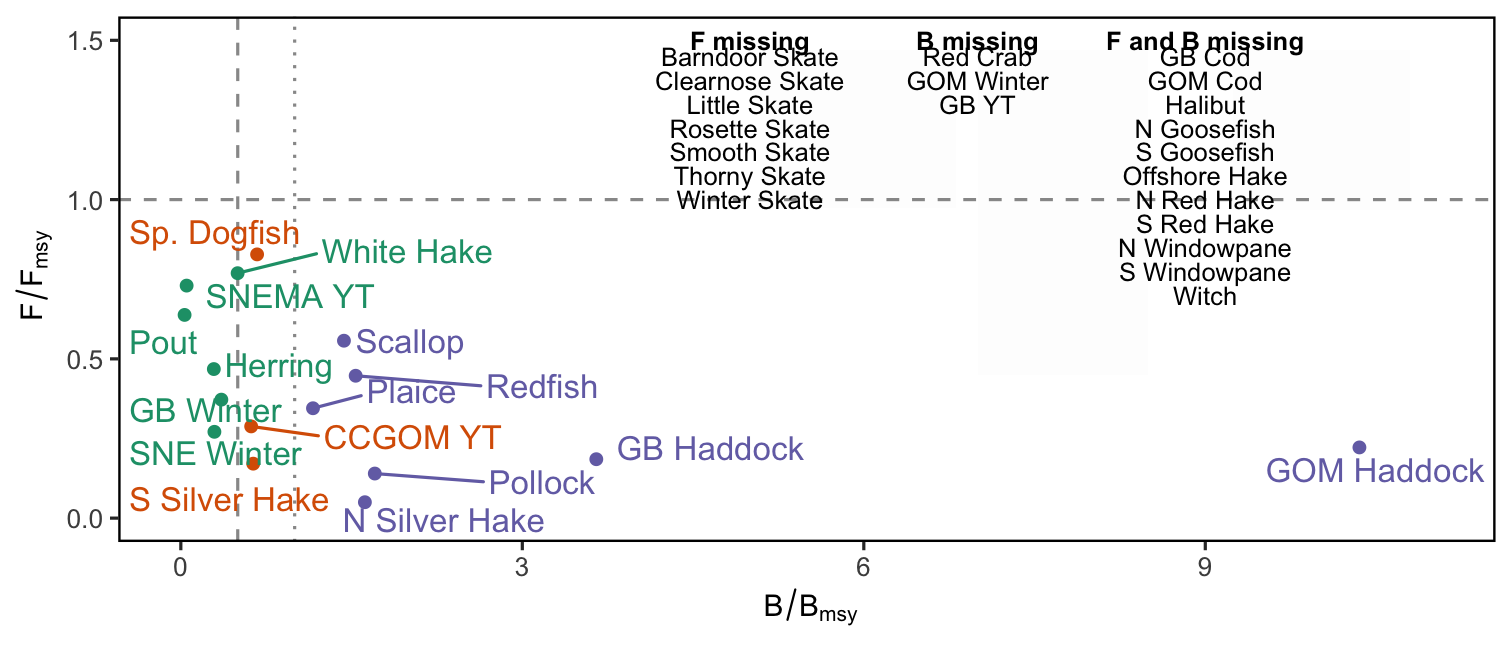 1.5
F missing
B missing
F and B missing
Barndoor Skate
Red Crab
GB Cod
Clearnose Skate
GOM Winter
GOM Cod
Little Skate
GB YT
Halibut
Rosette Skate
N Goosefish
Smooth Skate
S Goosefish
Thorny Skate
Offshore Hake
1.0
Winter Skate
N Red Hake
S Red Hake
Sp. Dogfish
White Hake
N Windowpane
S Windowpane
SNEMA YT
Witch
F/Fmsy
Pout
Scallop
0.5
Herring
Redfish
Plaice
GB Winter
CCGOM YT
SNE Winter
GB Haddock
GOM Haddock
Pollock
S Silver Hake
N Silver Hake
0.0
0
3
6
9
B/Bmsy